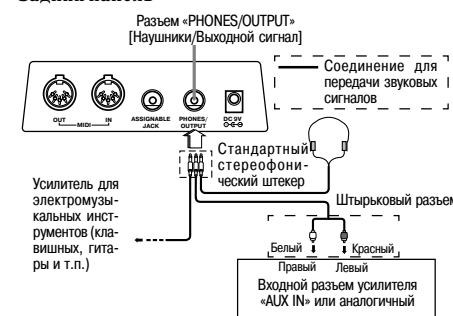 Разъем «PHONES/OUTPUT»
[Наушники/Выходной сигнал]
Соединение для
передачи звуковых
сигналов
OUT
MIDI
IN
ASSIGNABLE
JACK
PHONES/
OUTPUT
DC 9V
Стандартный
стереофони-
ческий штекер
Усилитель для
электромузы-
кальных инст-
рументов (кла-
вишных, гита-
ры и т.п.)
Штырьковый разъем
Белый
Красный
Правый
Левый
Входной разъем усилителя
«AUX IN» или аналогичный